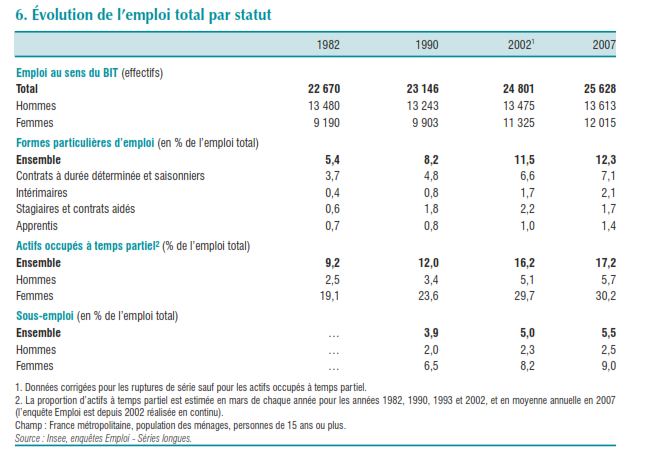 6. Évolution de l'emploi total par statut
1982 1990 2002¹ 2007
Emploi au sens du BIT (effectifs)
Total 22 670 23 146 24 801 25 628
Hommes 13 480 13 243 13 475 13 613
Femmes 9 190 9 903 11 325 12 015
Formes particulières d'emploi (en % de l'emploi total)
Ensemble 5,4 8,2 11,5 12,3
Contrats à durée déterminée et saisonniers 3,7 4,8 6,6 7,1
Intérimaires 0,4 0,8 1,7 2,1
Stagiaires et contrats aidés 0,6 1,8 2,2 1,7
Apprentis 0,7 0,8 1,0 1,4
Actifs occupés à temps partiel² (% de l'emploi total)
Ensemble 9,2 12,0 16,2 17,2
Hommes 2,5 3,4 5,1 5,7
Femmes 19,1 23,6 29,7 30,2
Sous-emploi (en % de l'emploi total)
Ensemble ... 3,9 5,0 5,5
Hommes ... 2,0 2,3 2,5
Femmes ... 6,5 8,2 9,0
1. Données corrigées pour les ruptures de série sauf pour les actifs occupés à temps partiel.
2. La proportion d'actifs à temps partiel est estimée en mars de chaque année pour les années 1982, 1990, 1993 et 2002, et en moyenne annuelle en 2007
(l'enquête Emploi est depuis 2002 réalisée en continu).
Champ : France métropolitaine, population des ménages, personnes de 15 ans ou plus.
Source : Insee, enquêtes Emploi - Séries longues.